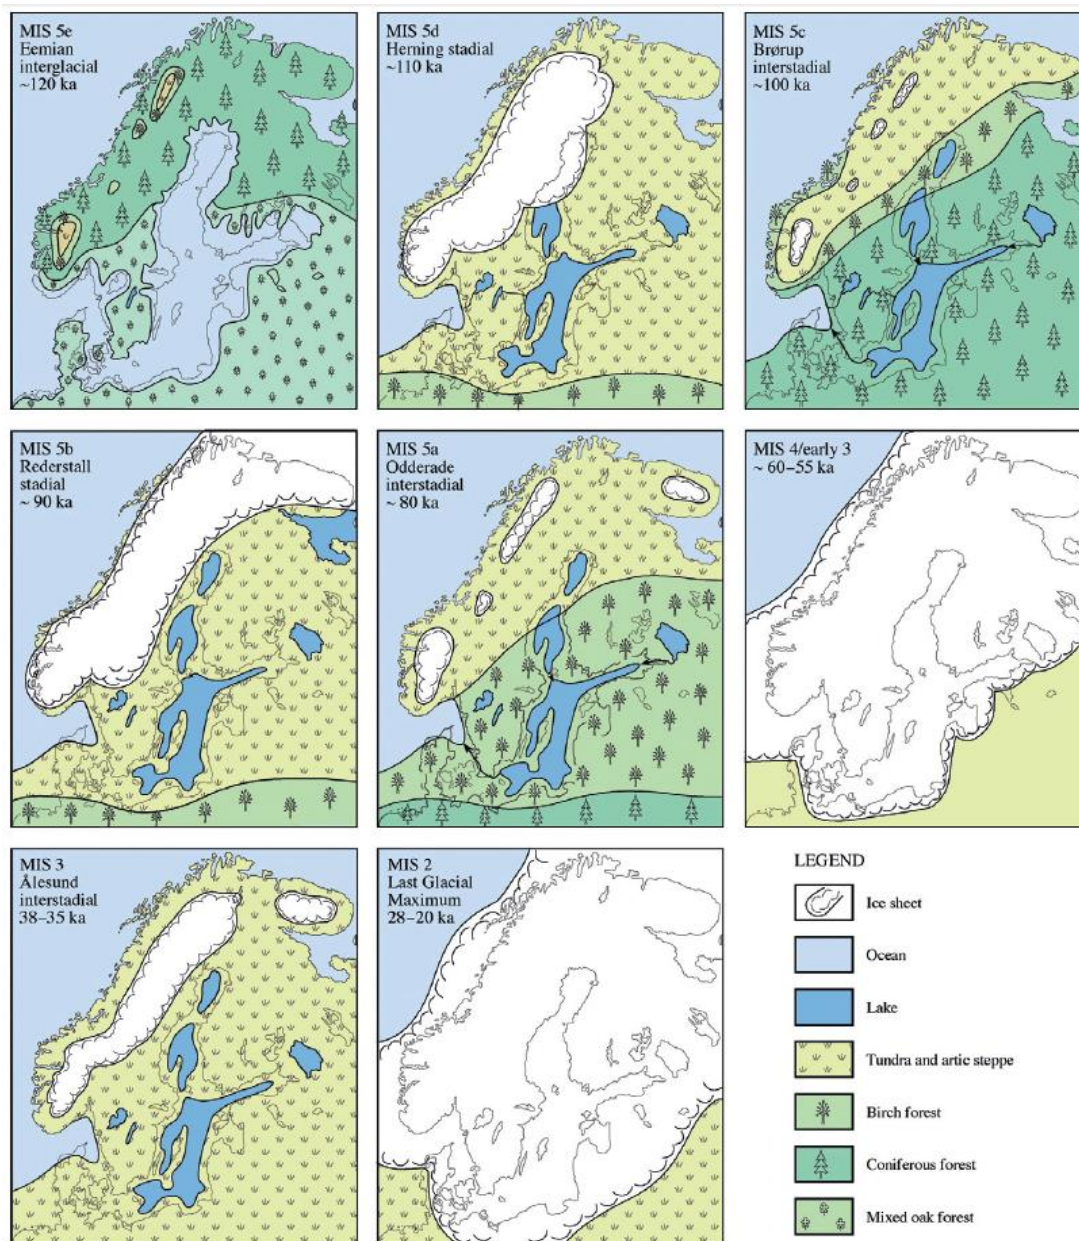 MIS 5e
Eemian
interglacial
~120 ka
MIS 5d
Herning stadial
~110 ka
MIS 5c
Brørup
interstadial
~100 ka
MIS 5b
Rederstall
stadial
~ 90 ka
MIS 5a
Odderade
interstadial
~ 80 ka
MIS 4/early 3
~ 60–55 ka
MIS 3
Ålesund
interstadial
38–35 ka
MIS 2
Last Glacial
Maximum
28–20 ka
LEGEND
Ice sheet
Ocean
Lake
Tundra and artic steppe
Birch forest
Coniferous forest
Mixed oak forest